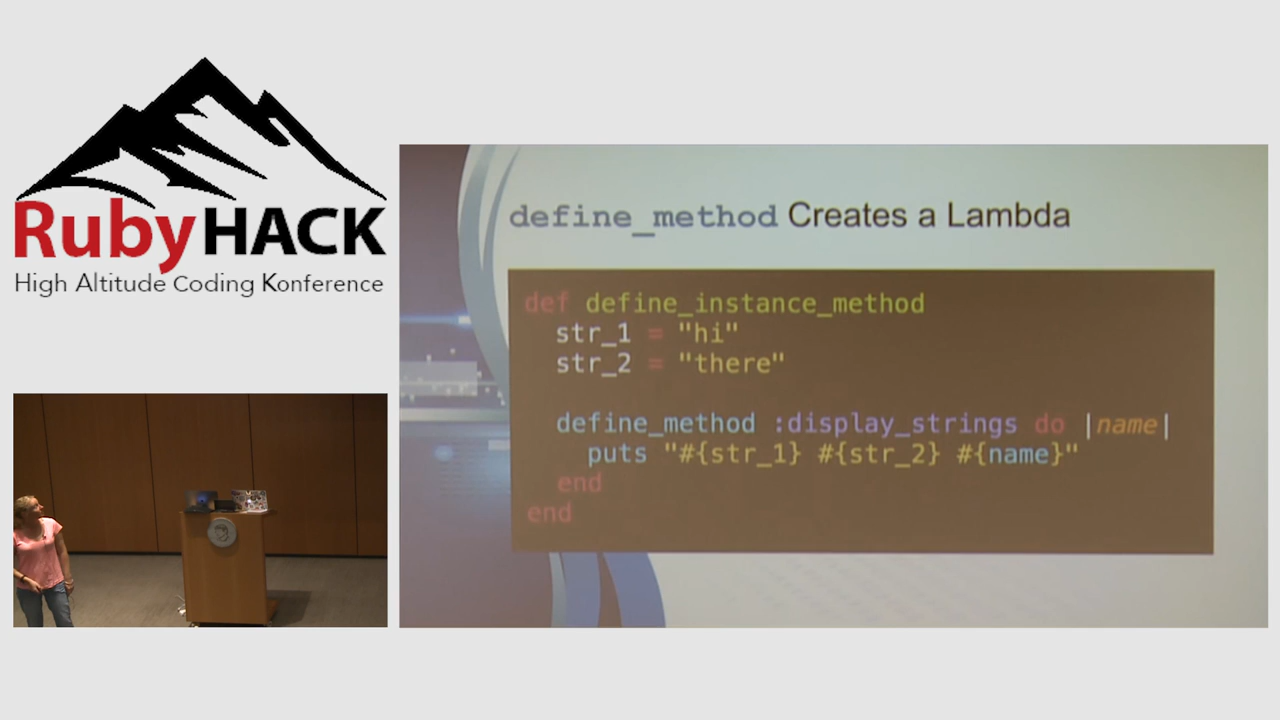 RubyHACK
High Altitude Coding Konference
define_method Creates a Lambda
def define_instance_method
  str_1 = "hi"
  str_2 = "there"
  define_method :display_strings do |name|
    puts "#{str_1} #{str_2} #{name}"
  end
end